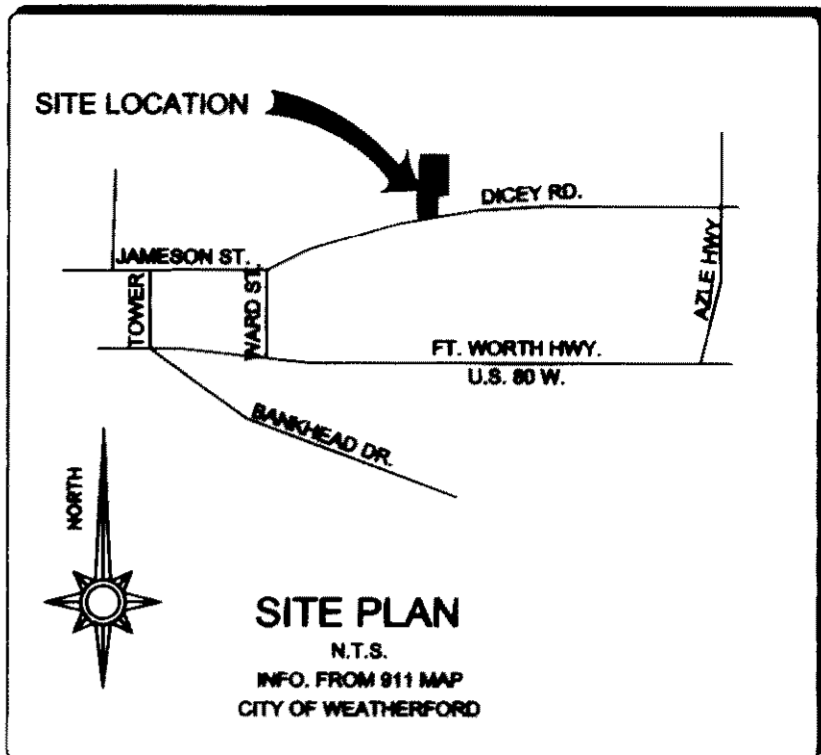 SITE LOCATION
DICEY RD.
JAMESON ST.
TOWER
WARD ST.
AZLE HWY
FT. WORTH HWY.
U.S. 80 W.
BANKHEAD DR.
NORTH
SITE PLAN
N.T.S.
INFO. FROM 911 MAP
CITY OF WEATHERFORD